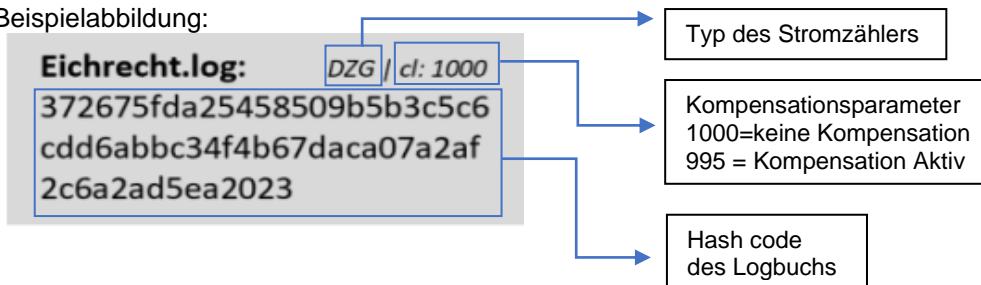 Beispielabbildung:
Eichrecht.log: DZG | cl: 1000
372675fda25458509b5b3c5c6
cdd6abbc34f4b67daca07a2af
2c6a2ad5ea2023
Typ des Stromzählers
Kompensationsparameter
1000=keine Kompensation
995 = Kompensation Aktiv
Hash code
des Logbuchs